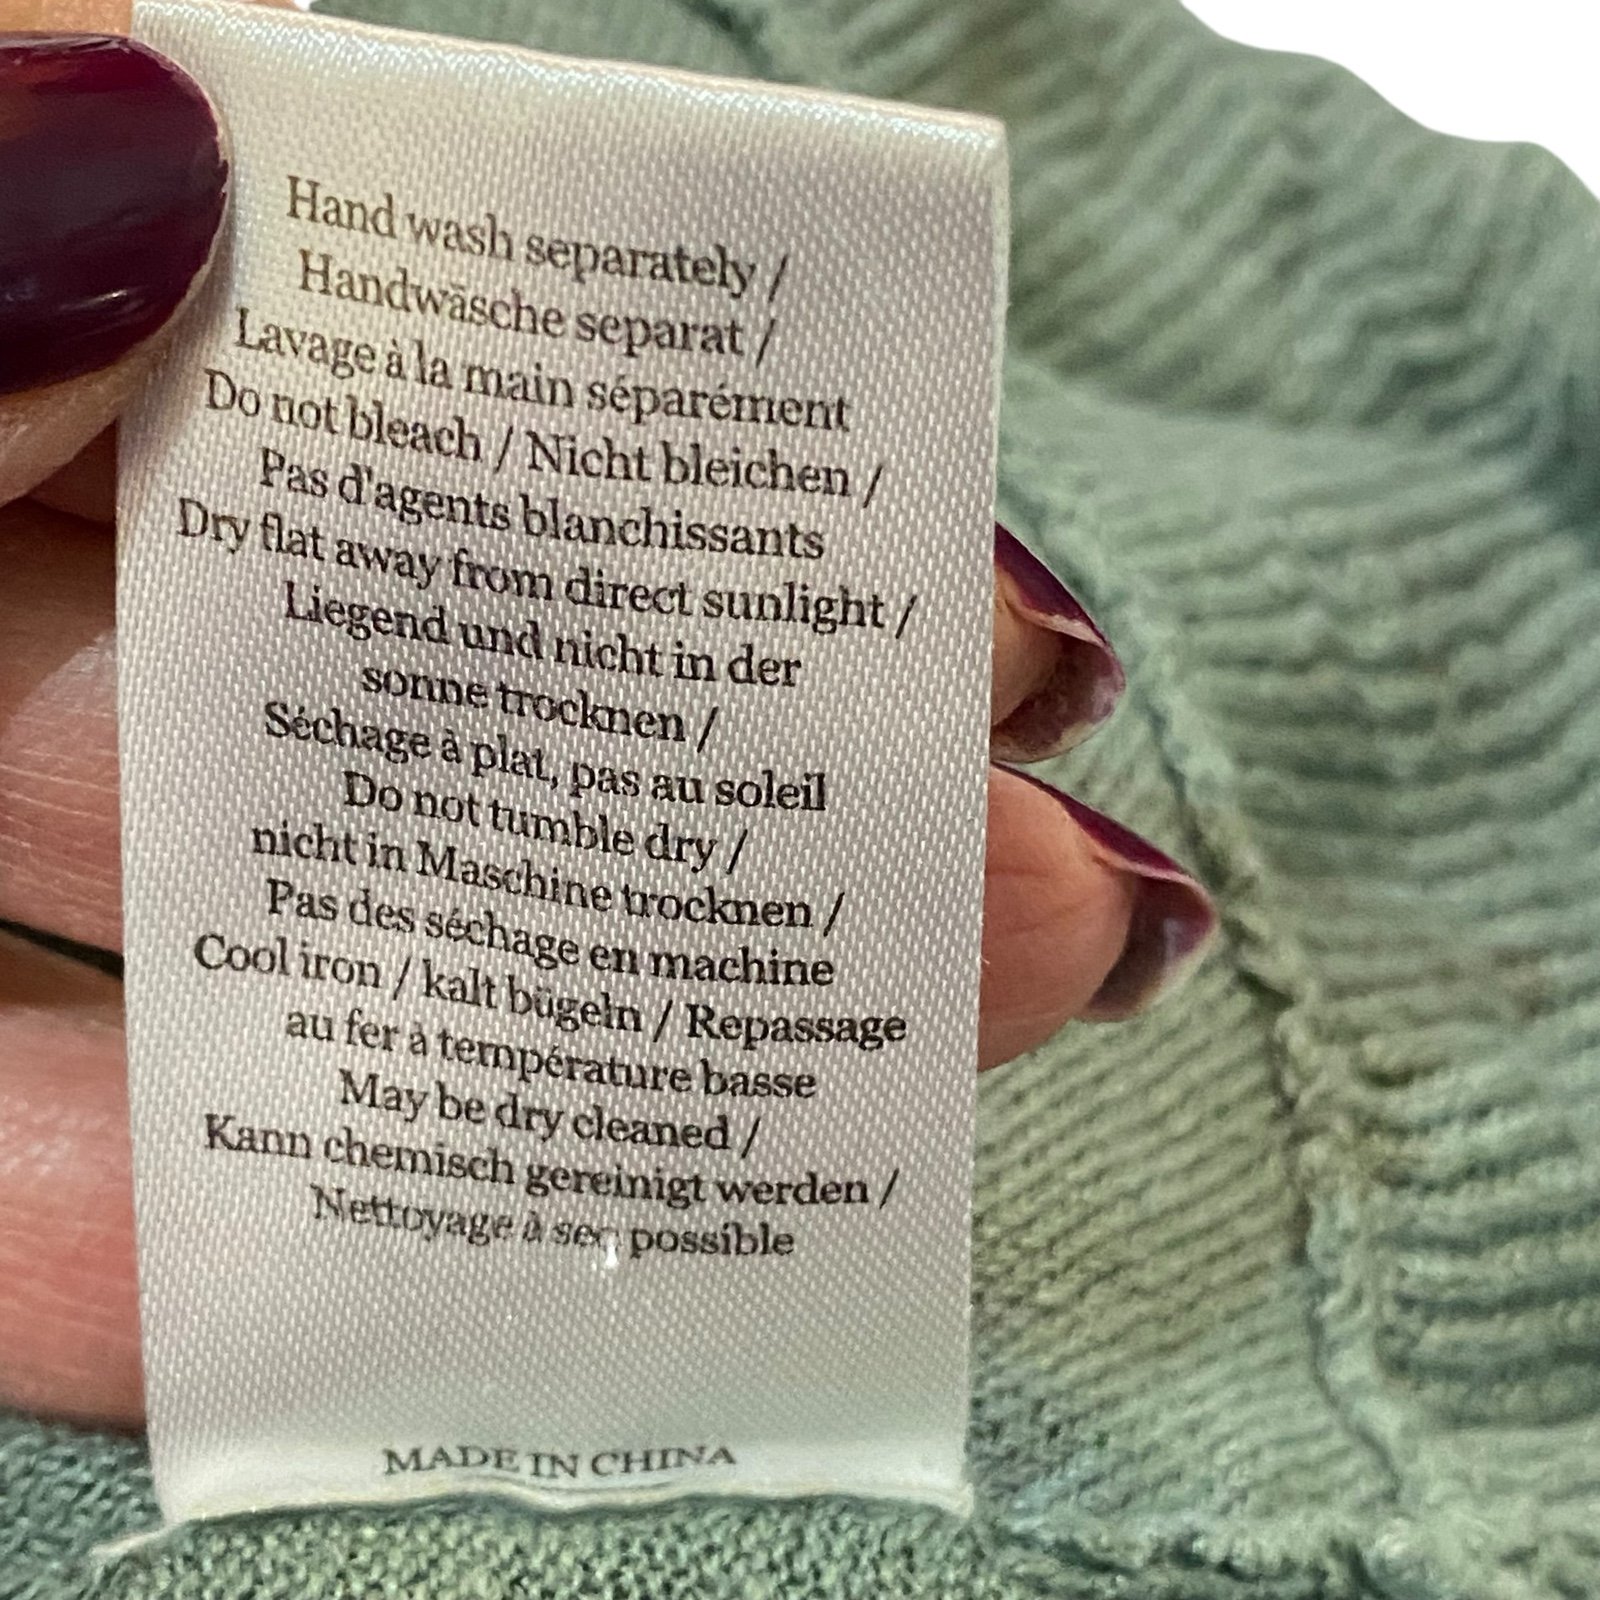 Hand wash separately /
Handwäsche separat /
Lavage à la main séparément
Do not bleach / Nicht bleichen /
Pas d'agents blanchissants
Dry flat away from direct sunlight /
Liegend und nicht in der
sonne trocknen /
Séchage à plat, pas au soleil
Do not tumble dry /
nicht in Maschine trocknen /
Pas des séchage en machine
Cool iron / kalt bügeln / Repassage
au fer à température basse
May be dry cleaned /
Kann chemisch gereinigt werden /
Nettoyage à sec possible
MADE IN CHINA